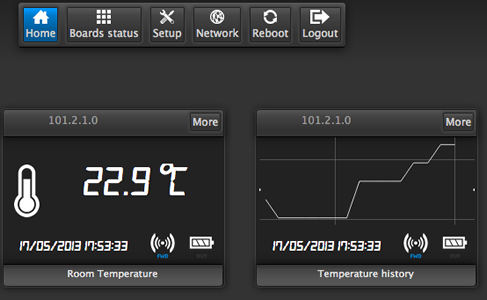 Home Boards status Setup Network Reboot Logout
101.2.1.0 More
22.9 °C
17/05/2013 17:53:33 FWD
Room Temperature
101.2.1.0 More
17/05/2013 17:53:33 FWD
Temperature history